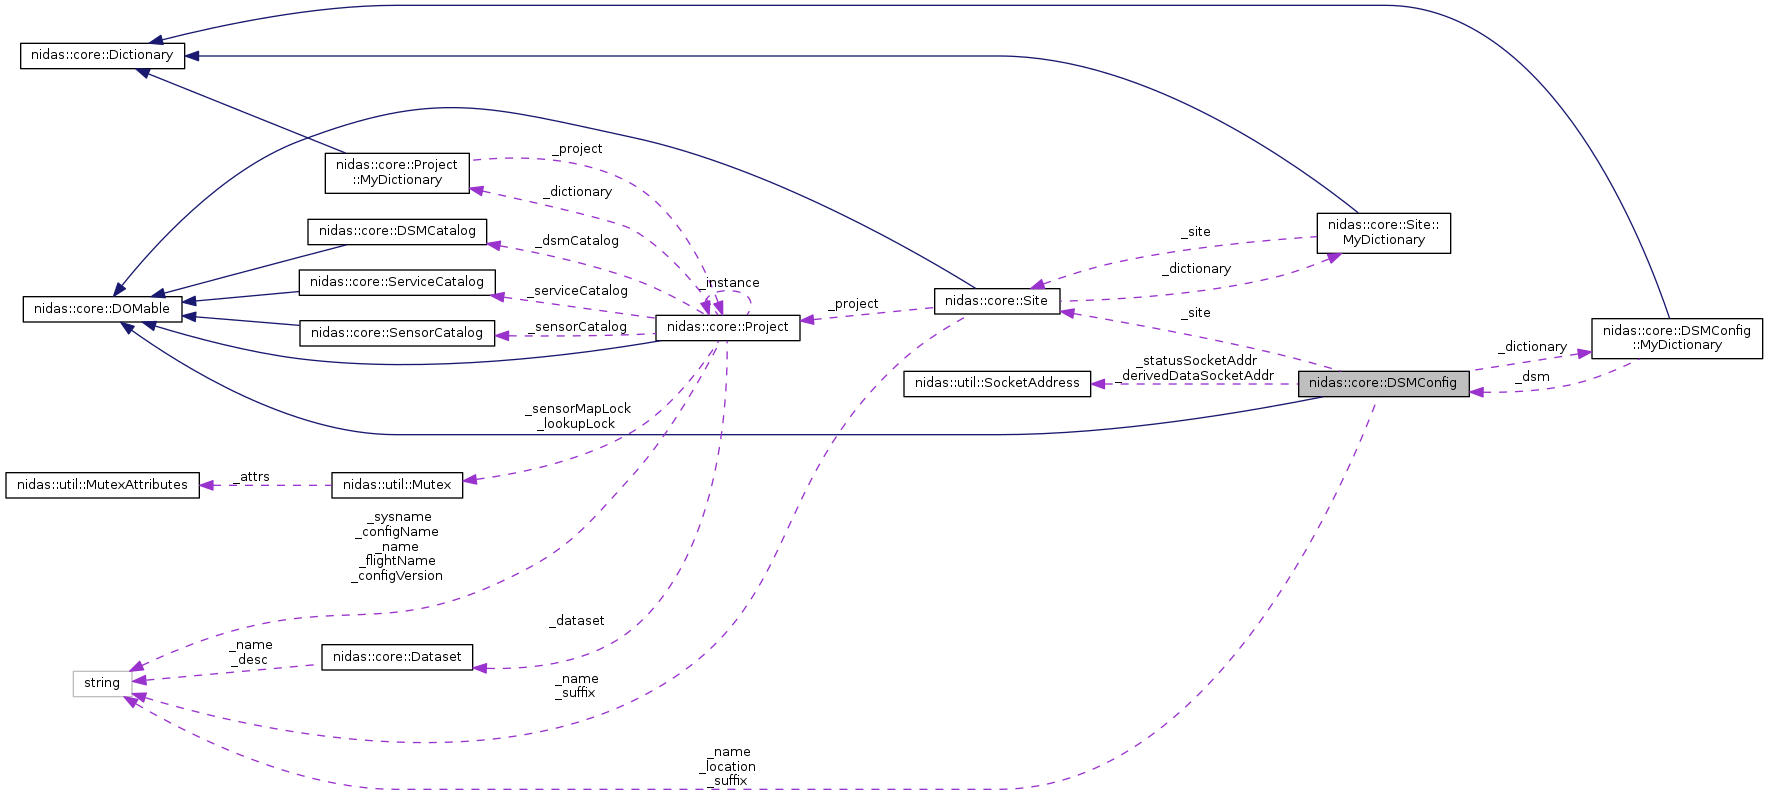 nidas::core::Dictionary
nidas::core::Project
::MyDictionary
_project
_dictionary
nidas::core::DSMCatalog
_dsmCatalog
nidas::core::ServiceCatalog
_serviceCatalog
_instance
nidas::core::DOMable
nidas::core::SensorCatalog
_sensorCatalog
nidas::core::Project
_project
nidas::core::Site
_site
_dictionary
nidas::core::Site::
MyDictionary
_site
nidas::core::DSMConfig
::MyDictionary
_dictionary
_dsm
_statusSocketAddr
_derivedDataSocketAddr
nidas::util::SocketAddress
nidas::core::DSMConfig
_sensorMapLock
_lookupLock
nidas::util::MutexAttributes
_attrs
nidas::util::Mutex
_sysname
_configName
_name
_flightName
_configVersion
_dataset
_name
_desc
nidas::core::Dataset
string
_name
_suffix
_name
_location
_suffix